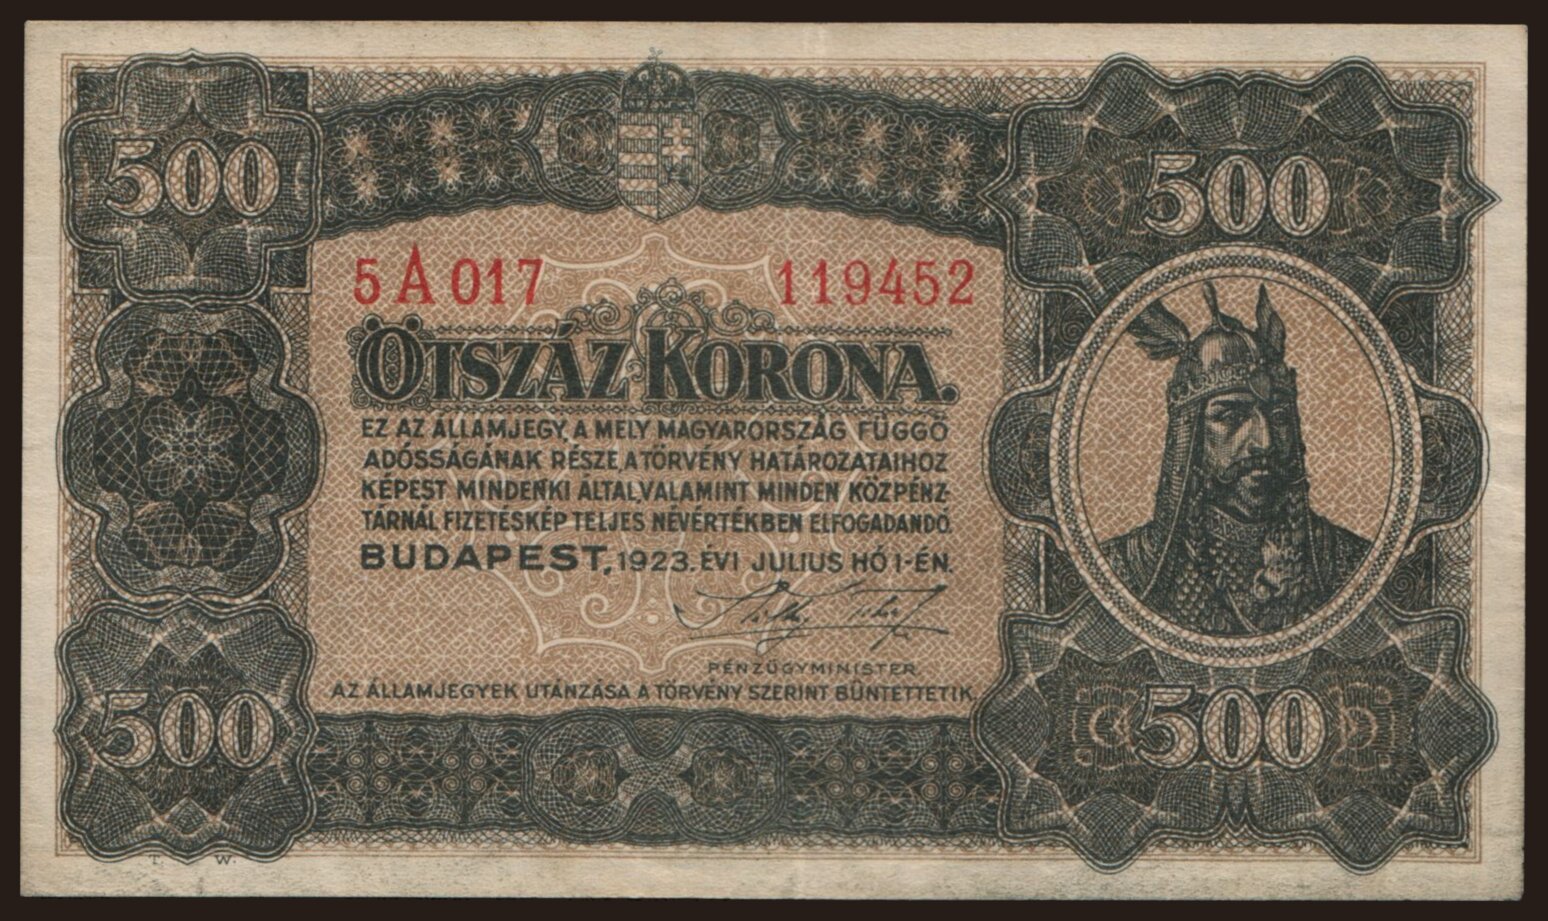 500
500
5A017 119452
ÖTSZÁZ KORONA.
EZ AZ ÁLLAMJEGY, A MELY MAGYARORSZÁG FÜGGŐ
ADÓSSÁGÁNAK RÉSZE, A TÖRVÉNY HATÁROZATAIHOZ
KÉPEST MINDENKI ÁLTAL, VALAMINT MINDEN KÖZPÉNZ-
TÁRNÁL FIZETÉSKÉP TELJES NÉVÉRTÉKBEN ELFOGADANDÓ.
BUDAPEST, 1923. ÉVI JULIUS HÓ 1-ÉN.
PÉNZÜGYMINISTER
AZ ÁLLAMJEGYEK UTÁNZÁSA A TÖRVÉNY SZERINT BÜNTETTETIK.
500
500
T. W.